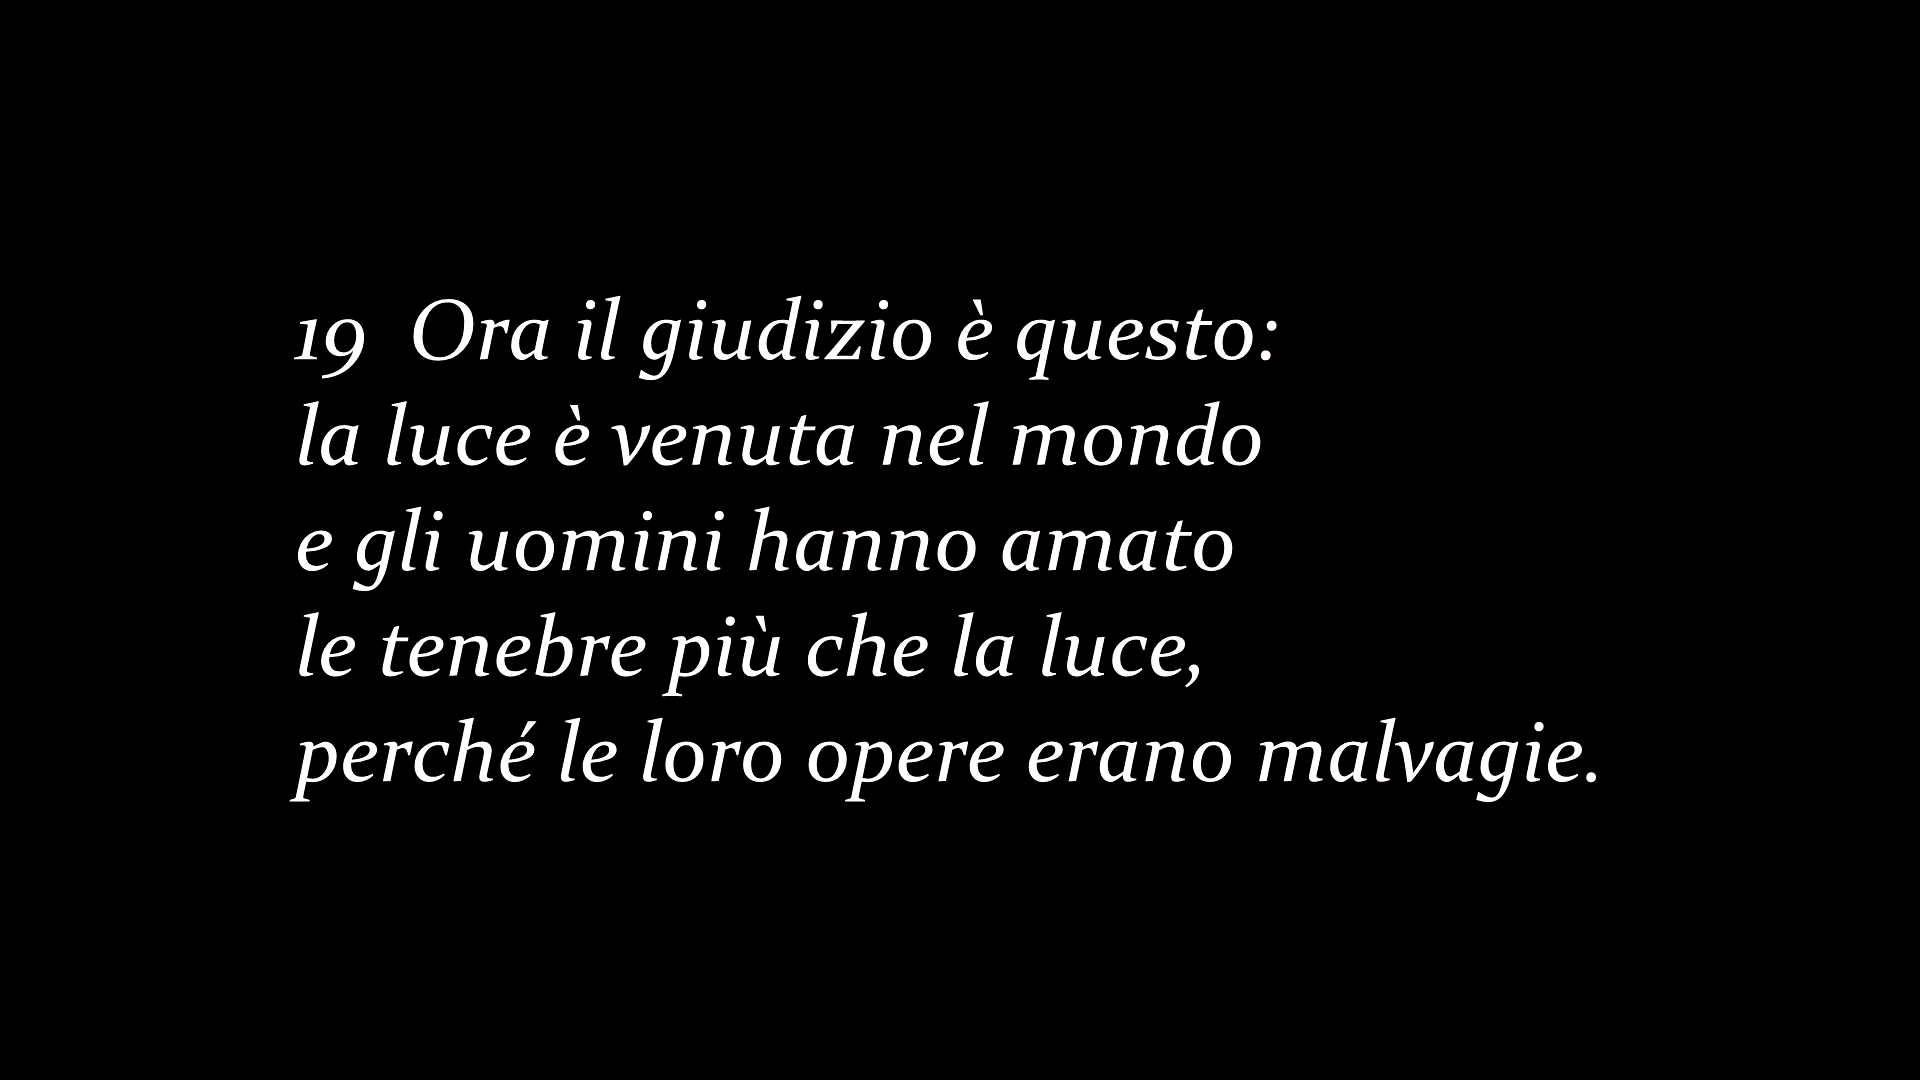 19  Ora il giudizio è questo:
la luce è venuta nel mondo
e gli uomini hanno amato
le tenebre più che la luce,
perché le loro opere erano malvagie.